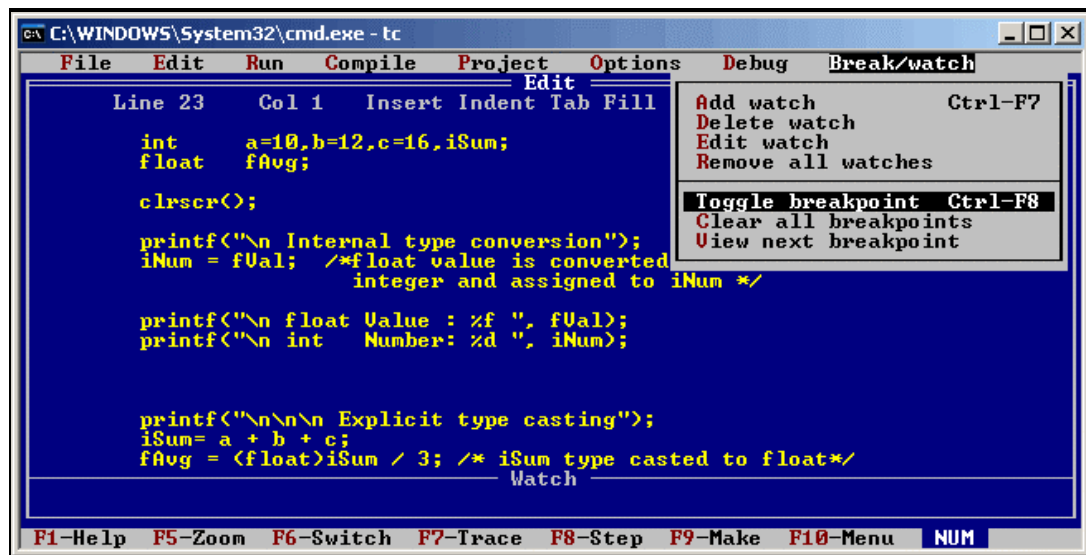 C:\WINDOWS\System32\cmd.exe - tc
File Edit Run Compile Project Options Debug Break/watch
Edit
Line 23 Col 1 Insert Indent Tab Fill
Add watch Ctrl-F7
Delete watch
Edit watch
Remove all watches
Toggle breakpoint Ctrl-F8
Clear all breakpoints
View next breakpoint
int a=10,b=12,c=16,iSum;
float fAvg;
clrscr();
printf("\n Internal type conversion");
iNum = fVal; /*float value is converted
integer and assigned to iNum */
printf("\n float Value : %f ", fVal);
printf("\n int Number: %d ", iNum);
printf("\n\n\n Explicit type casting");
iSum= a + b + c;
fAvg = (float)iSum / 3; /* iSum type casted to float*/
Watch
F1-Help F5-Zoom F6-Switch F7-Trace F8-Step F9-Make F10-Menu NUM